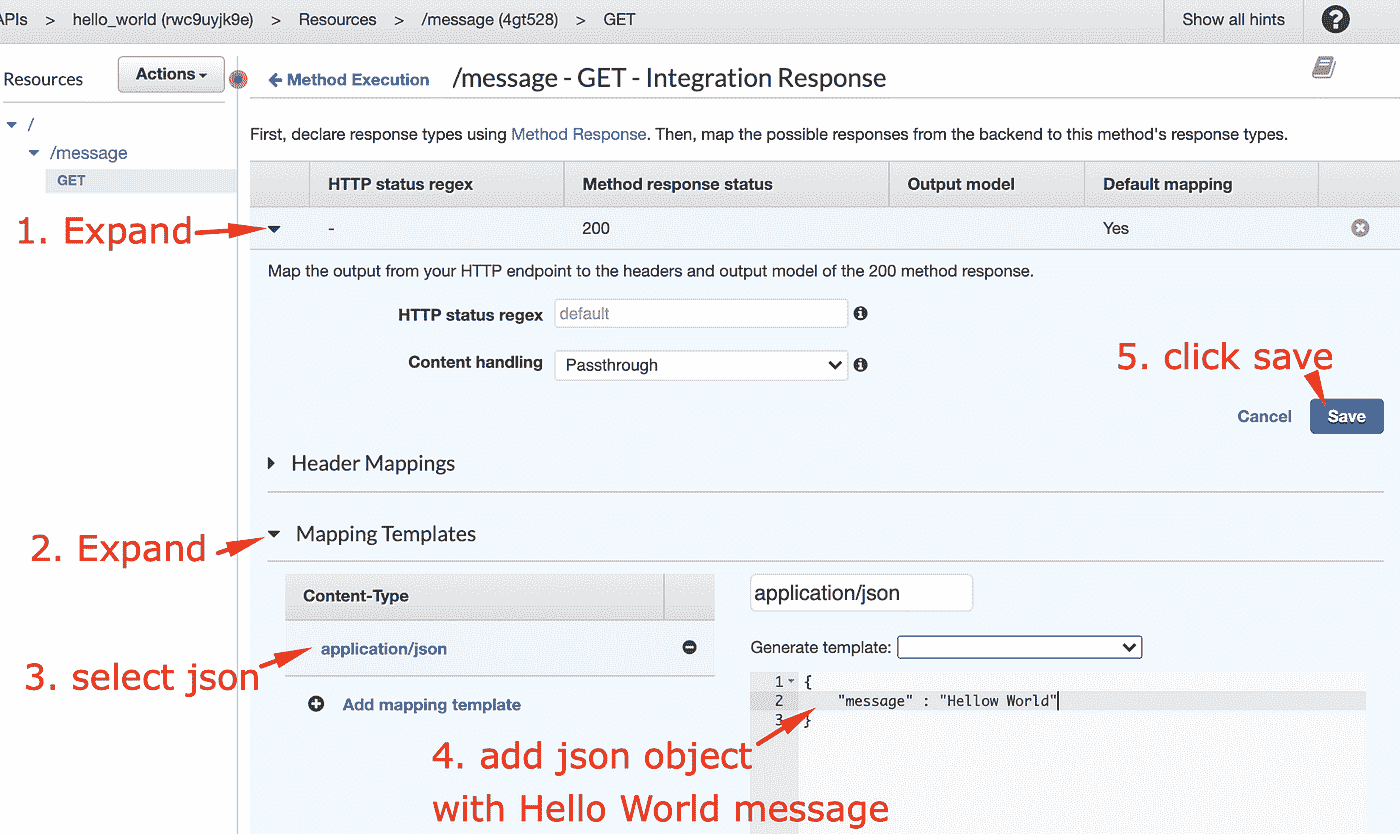 APIs > hello_world (rwc9uyjk9e) > Resources > /message (4gt528) > GET Show all hints ?
Resources Actions Method Execution /message - GET - Integration Response
/
/message
GET
First, declare response types using Method Response. Then, map the possible responses from the backend to this method's response types.
HTTP status regex Method response status Output model Default mapping
1. Expand - 200 Yes
Map the output from your HTTP endpoint to the headers and output model of the 200 method response.
HTTP status regex default
Content handling Passthrough
5. click save
Cancel Save
Header Mappings
2. Expand Mapping Templates
Content-Type application/json
application/json Generate template:
3. select json
1 {
2 "message" : "Hellow World"
3 }
Add mapping template
4. add json object
with Hello World message